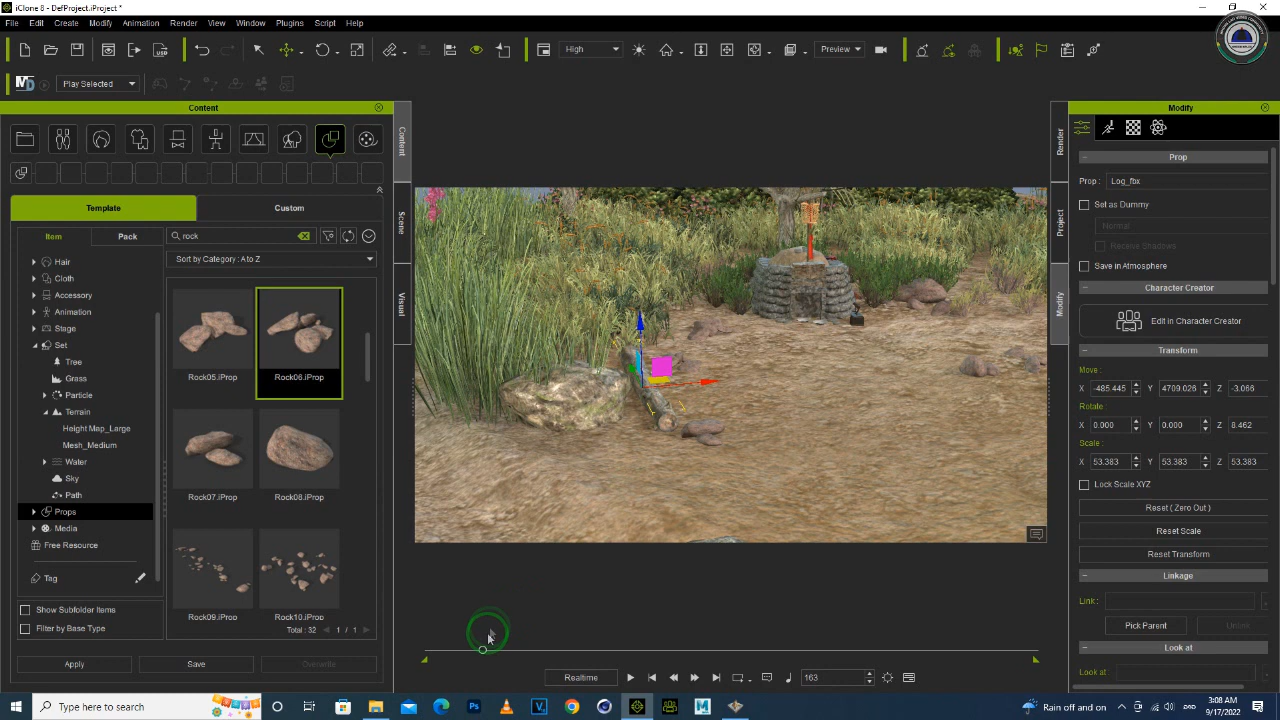 iClone 8 - DefProject.iProject *
File Edit Create Modify Animation Render Window Plugins Script Help
High
Preview
Play Selected
Content
Content
Scene
Visual
Template
Custom
Item
Pack
rock
Sort by Category : A to Z
Hair
Cloth
Accessory
Animation
Stage
Set
Tree
Grass
Particle
Terrain
Height Map_Large
Mesh_Medium
Water
Sky
Path
Props
Media
Free Resource
Tag
Show Subfolder Items
Filter by Base Type
Rock05.iProp
Rock06.iProp
Rock07.iProp
Rock08.iProp
Rock09.iProp
Rock10.iProp
Total : 32
1 / 1
Apply
Save
Overwrite
Realtime
163
Render
Project
Modify
Modify
Prop
Prop : Log_fbx
Set as Dummy
Normal
Receive Shadows
Save in Atmosphere
Character Creator
Edit in Character Creator
Transform
Move :
X -485.445 Y 4709.026 Z -3.066
Rotate :
X 0.000 Y 0.000 Z 8.462
Scale :
X 53.383 Y 53.383 Z 53.383
Lock Scale XYZ
Reset ( Zero Out )
Reset Scale
Reset Transform
Linkage
Link :
Pick Parent
Unlink
Look at
Look at :
Type here to search
Rain off and on
3:08 AM
9/17/2022